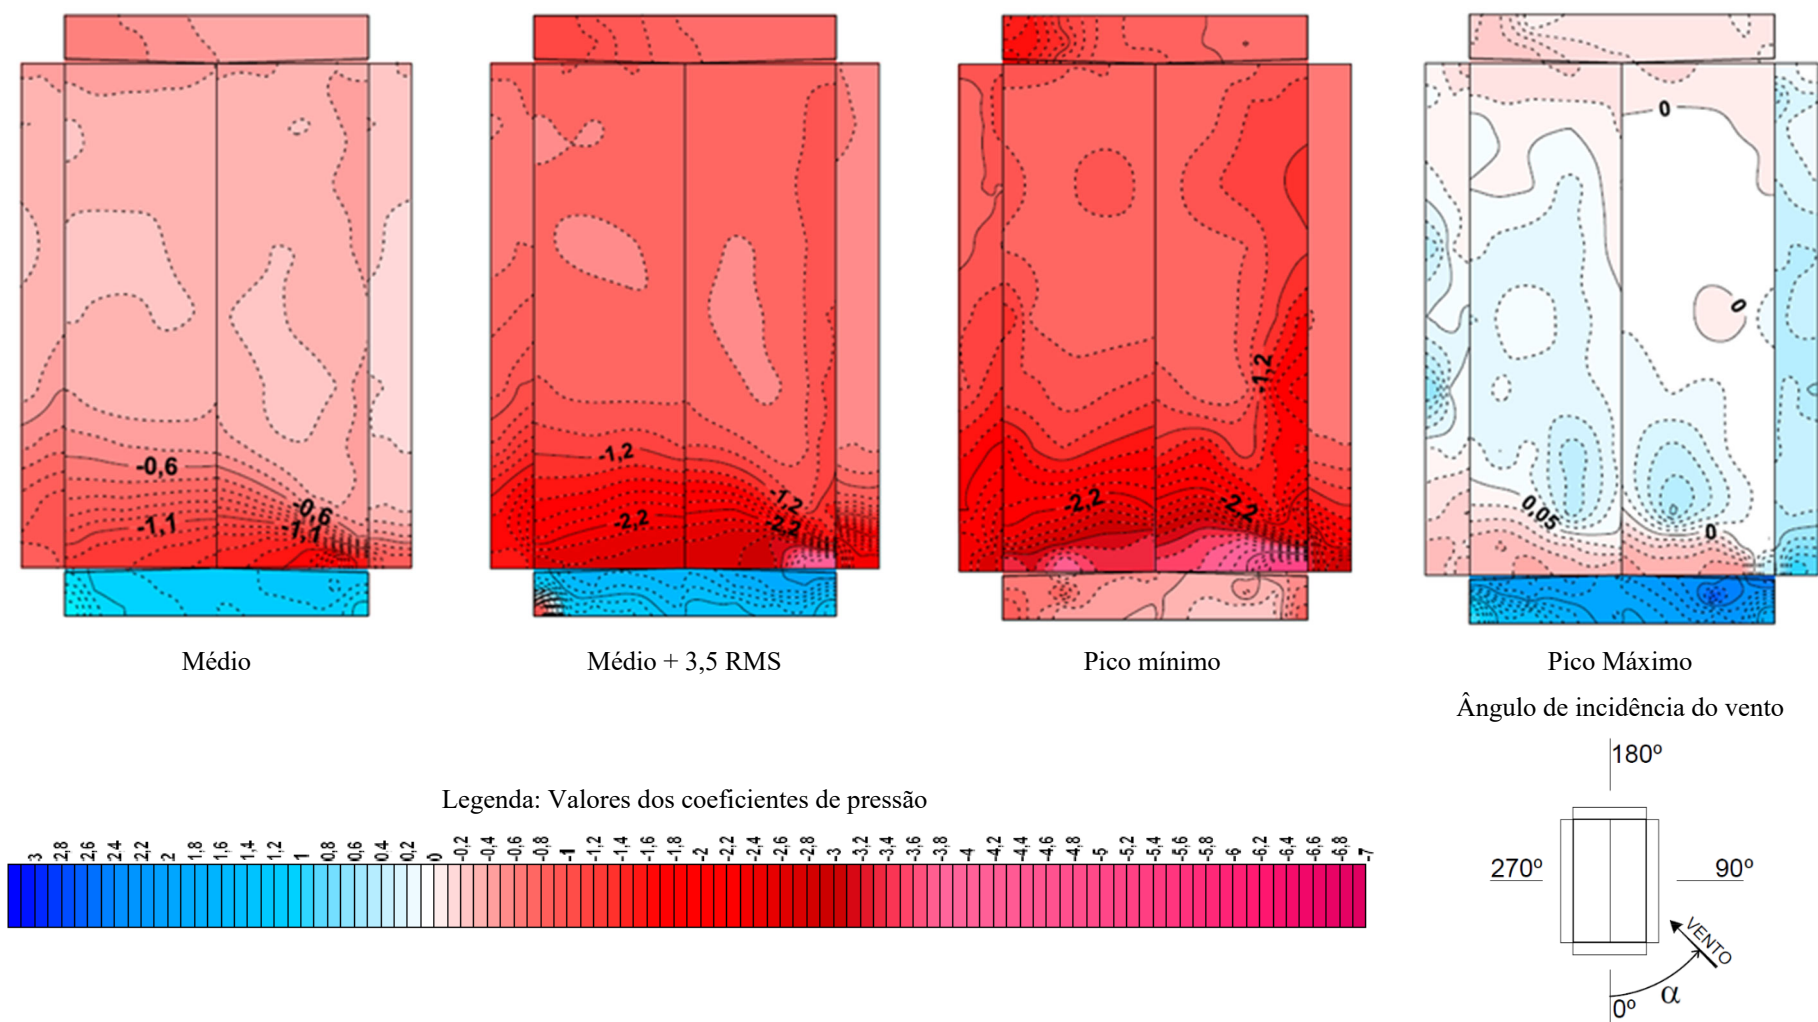 -0,6
-0,6
-1,1
-1,1
-1,2
-1,2
-2,2
-2,2
-1,2
-2,2
-2,2
0
0
0,05
0
Médio
Médio + 3,5 RMS
Pico mínimo
Pico Máximo
Ângulo de incidência do vento
180º
270º
90º
VENTO
α
0º
Legenda: Valores dos coeficientes de pressão
3 2,8 2,6 2,4 2,2 2 1,8 1,6 1,4 1,2 1 0,8 0,6 0,4 0,2 0 -0,2 -0,4 -0,6 -0,8 -1 -1,2 -1,4 -1,6 -1,8 -2 -2,2 -2,4 -2,6 -2,8 -3 -3,2 -3,4 -3,6 -3,8 -4 -4,2 -4,4 -4,6 -4,8 -5 -5,2 -5,4 -5,6 -5,8 -6 -6,2 -6,4 -6,6 -6,8 -7